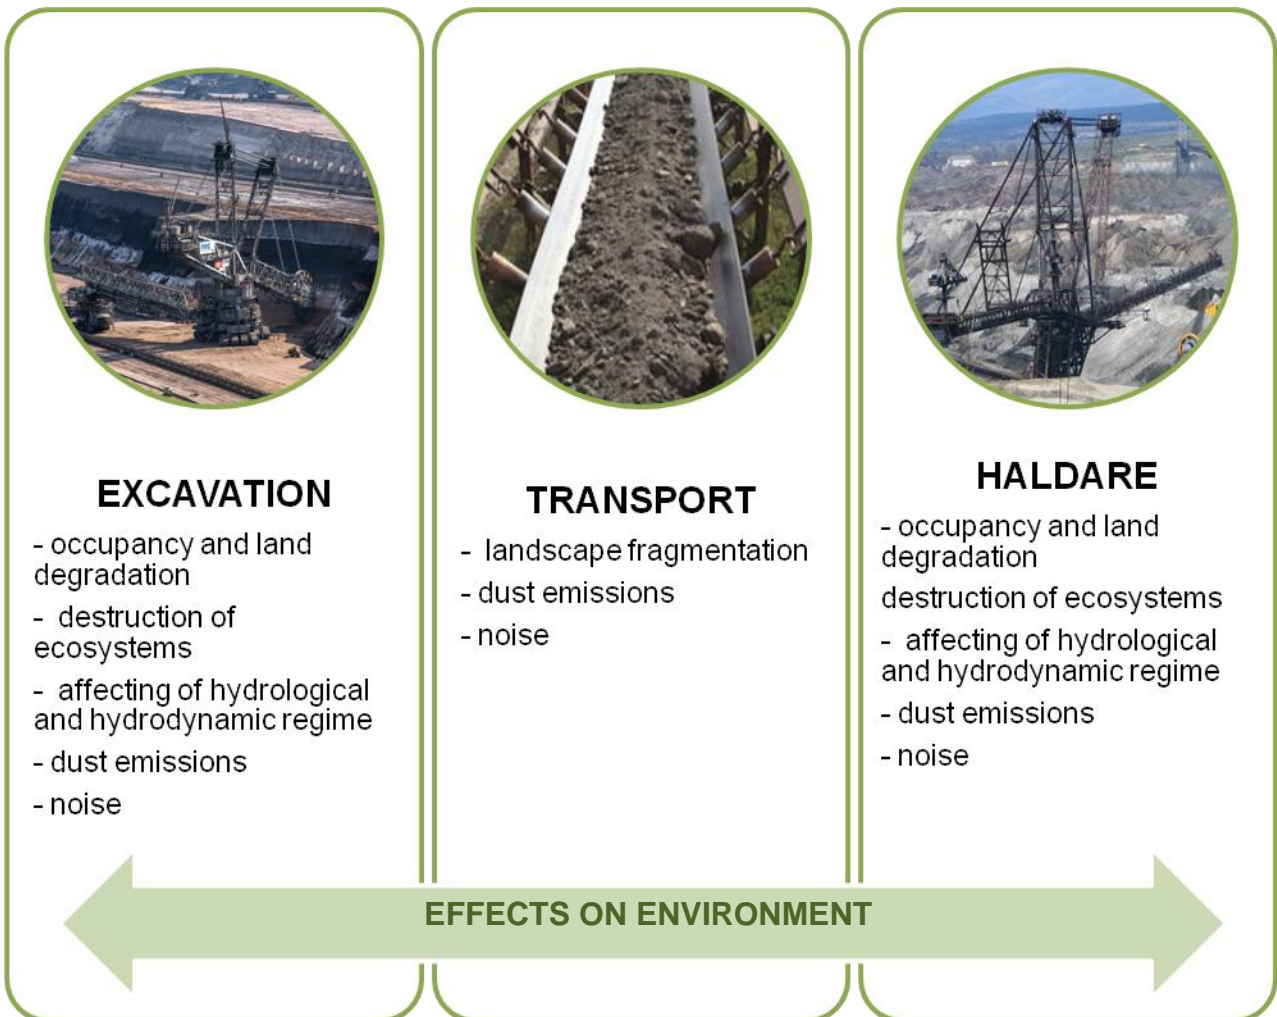 EXCAVATION
- occupancy and land
degradation
- destruction of
ecosystems
- affecting of hydrological
and hydrodynamic regime
- dust emissions
- noise
TRANSPORT
- landscape fragmentation
- dust emissions
- noise
HALDARE
- occupancy and land
degradation
destruction of ecosystems
- affecting of hydrological
and hydrodynamic regime
- dust emissions
- noise
EFFECTS ON ENVIRONMENT